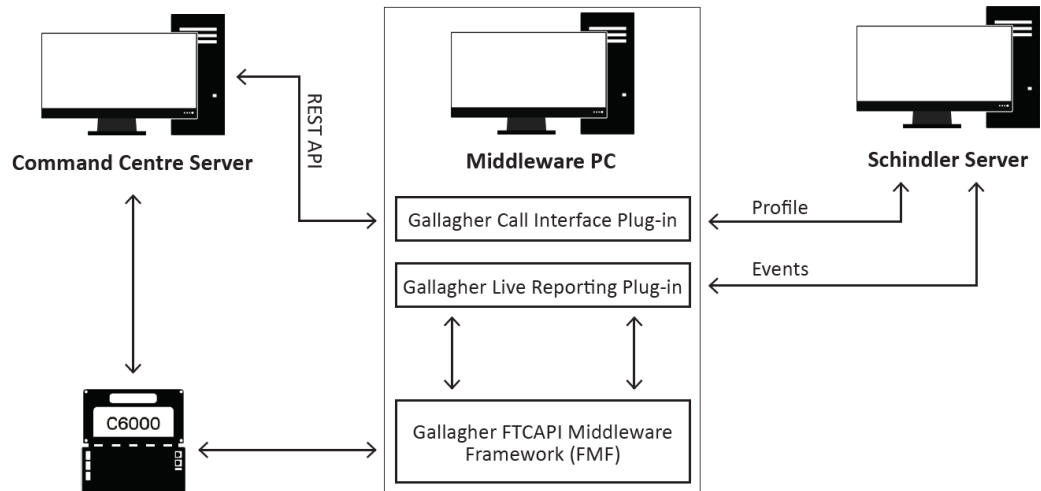 Command Centre Server
REST API
Middleware PC
Schindler Server
Gallagher Call Interface Plug-in
Profile
Gallagher Live Reporting Plug-in
Events
C6000
Gallagher FTCAPI Middleware
Framework (FMF)